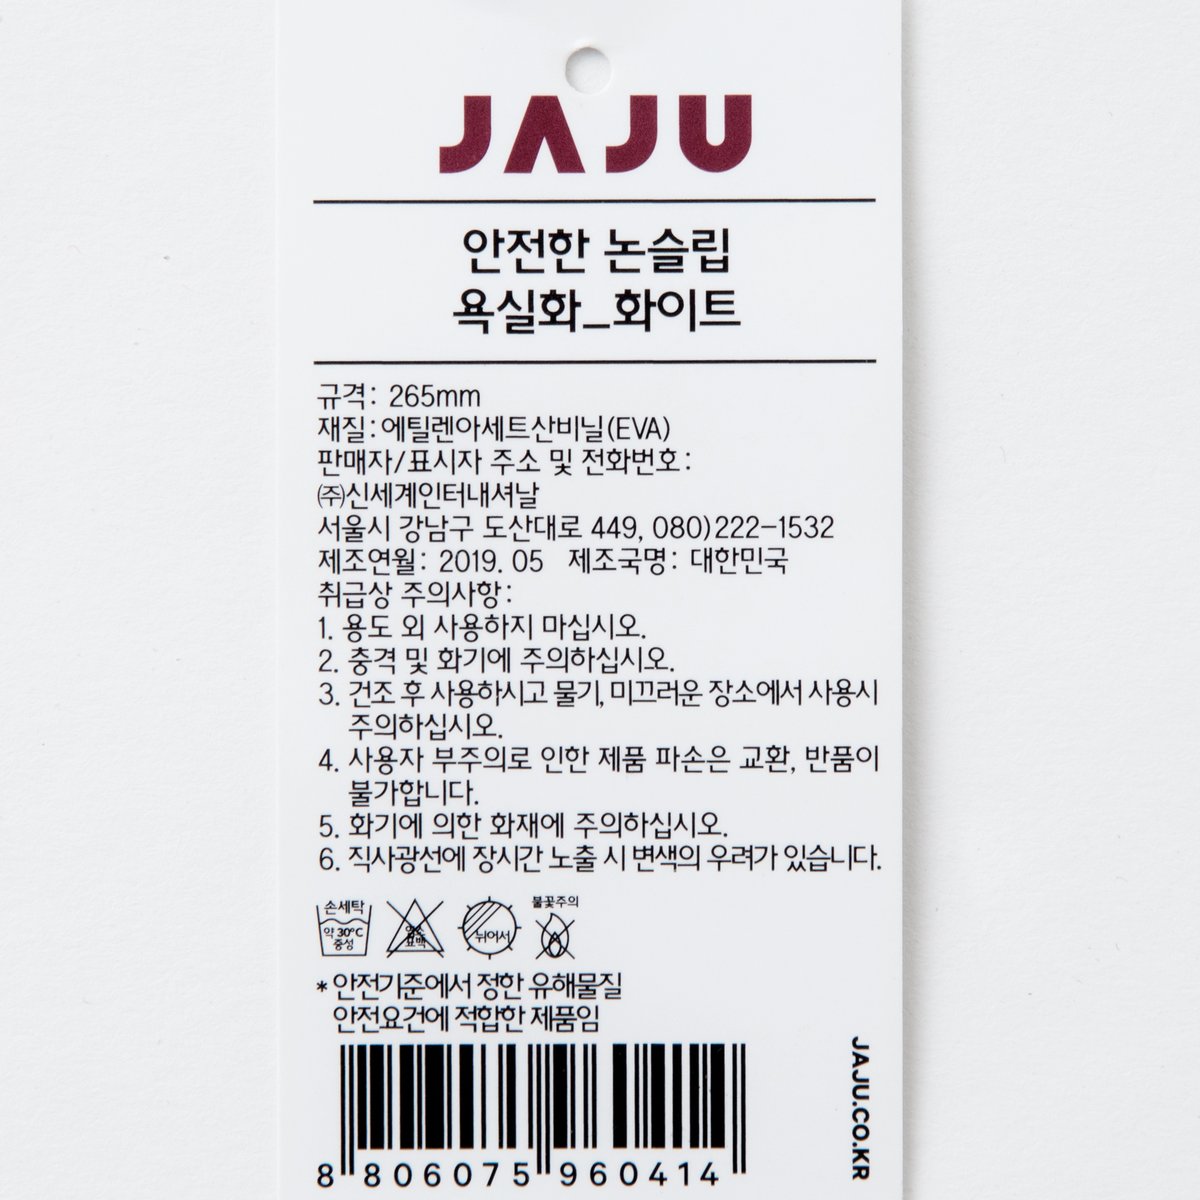 JAJU
안전한 논슬립
욕실화_화이트
규격: 265mm
재질:에틸렌아세트산비닐(EVA)
판매자/표시자 주소 및 전화번호:
㈜신세계인터내셔날
서울시 강남구 도산대로 449, 080)222-1532
제조연월: 2019. 05 제조국명: 대한민국
취급상 주의사항:
1. 용도 외 사용하지 마십시오.
2. 충격 및 화기에 주의하십시오.
3. 건조 후 사용하시고 물기, 미끄러운 장소에서 사용시
주의하십시오.
4. 사용자 부주의로 인한 제품 파손은 교환, 반품이
불가합니다.
5. 화기에 의한 화재에 주의하십시오.
6. 직사광선에 장시간 노출 시 변색의 우려가 있습니다.
손세탁
약 30℃
중성
염소
표백
뉘어서
불꽃주의
* 안전기준에서 정한 유해물질
안전요건에 적합한 제품임
8 806075 960414
JAJU.CO.KR